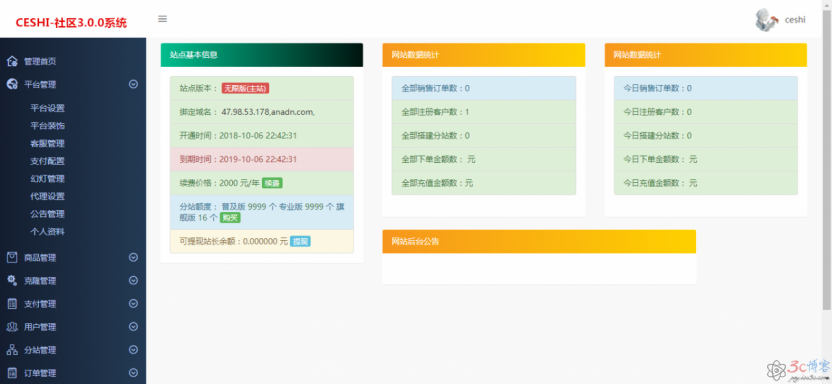 CESHI-社区3.0.0系统
ceshi
管理首页
平台管理
平台设置
平台装饰
客服管理
支付配置
幻灯管理
代理设置
公告管理
个人资料
商品管理
克隆管理
支付管理
用户管理
分站管理
订单管理
站点基本信息
站点版本： 无限版(主站)
绑定域名： 47.98.53,178,anadn.com,
开通时间：2018-10-06 22:42:31
到期时间：2019-10-06 22:42:31
续费价格：2000 元/年 续费
分站额度： 普及版 9999 个 专业版 9999 个 旗
舰版 16 个 购买
可提现站长余额：0.000000 元 提现
网站数据统计
全部销售订单数：0
全部注册客户数：1
全部搭建分站数：0
全部下单金额数： 元
全部充值金额数： 元
网站数据统计
今日销售订单数：0
今日注册客户数：0
今日搭建分站数：0
今日下单金额数： 元
今日充值金额数： 元
网站后台公告
3c博客